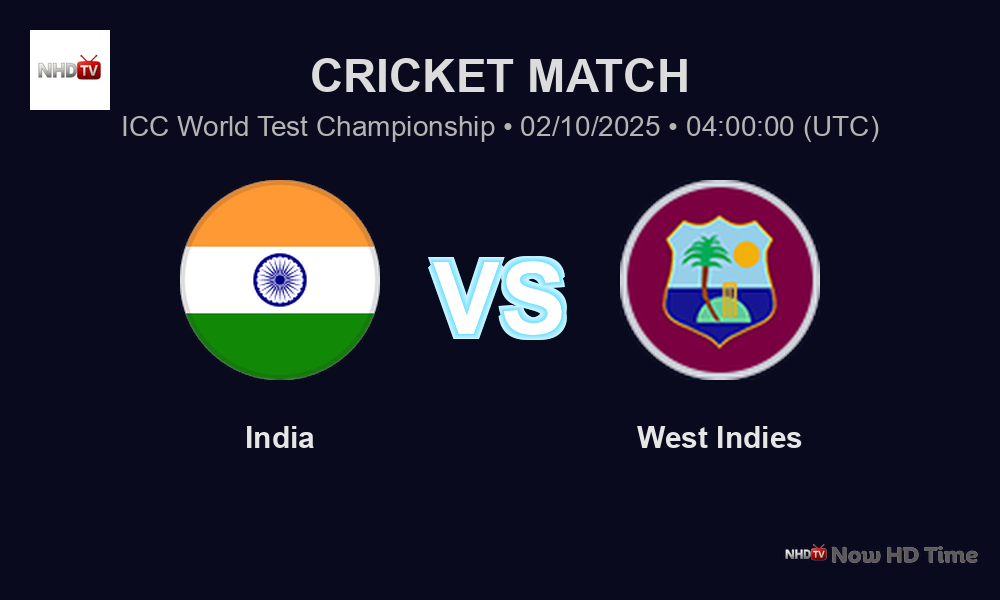 NHDTV
CRICKET MATCH
ICC World Test Championship • 02/10/2025 • 04:00:00 (UTC)
VS
India
West Indies
NHDTV Now HD Time